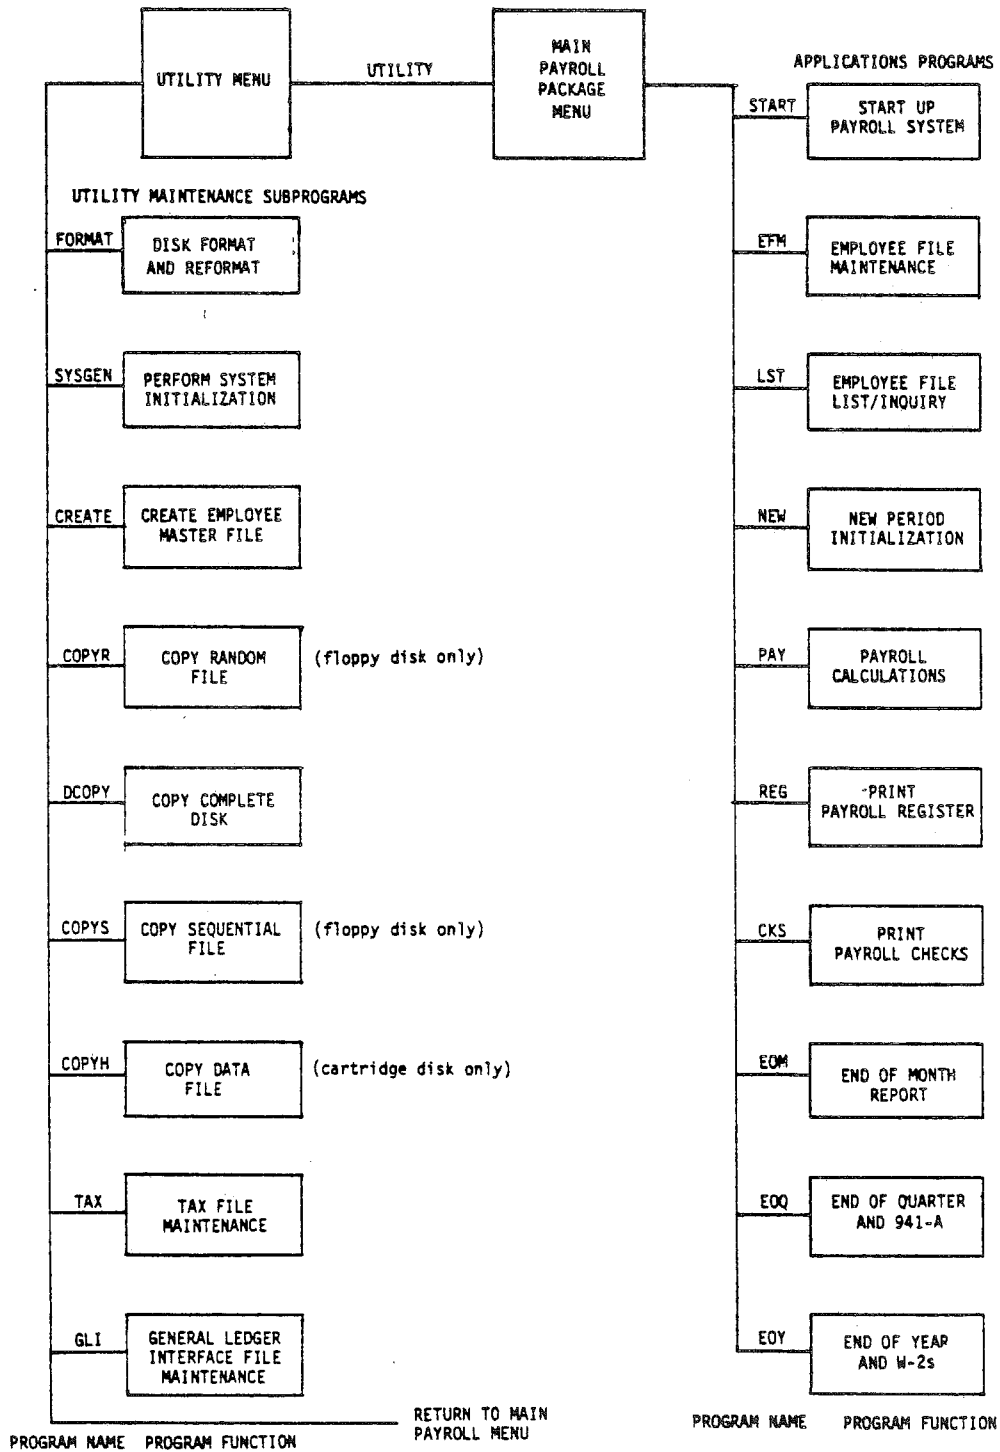 UTILITY MENU
UTILITY
MAIN
PAYROLL
PACKAGE
MENU
APPLICATIONS PROGRAMS
START
START UP
PAYROLL SYSTEM
UTILITY MAINTENANCE SUBPROGRAMS
FORMAT
DISK FORMAT
AND REFORMAT
EFM
EMPLOYEE FILE
MAINTENANCE
SYSGEN
PERFORM SYSTEM
INITIALIZATION
LST
EMPLOYEE FILE
LIST/INQUIRY
CREATE
CREATE EMPLOYEE
MASTER FILE
NEW
NEW PERIOD
INITIALIZATION
COPYR
COPY RANDOM
FILE
(floppy disk only)
PAY
PAYROLL
CALCULATIONS
DCOPY
COPY COMPLETE
DISK
REG
PRINT
PAYROLL REGISTER
COPYS
COPY SEQUENTIAL
FILE
(floppy disk only)
CKS
PRINT
PAYROLL CHECKS
COPYH
COPY DATA
FILE
(cartridge disk only)
EOM
END OF MONTH
REPORT
TAX
TAX FILE
MAINTENANCE
EOQ
END OF QUARTER
AND 941-A
GLI
GENERAL LEDGER
INTERFACE FILE
MAINTENANCE
EOY
END OF YEAR
AND W-2s
RETURN TO MAIN
PAYROLL MENU
PROGRAM NAME PROGRAM FUNCTION
PROGRAM NAME PROGRAM FUNCTION